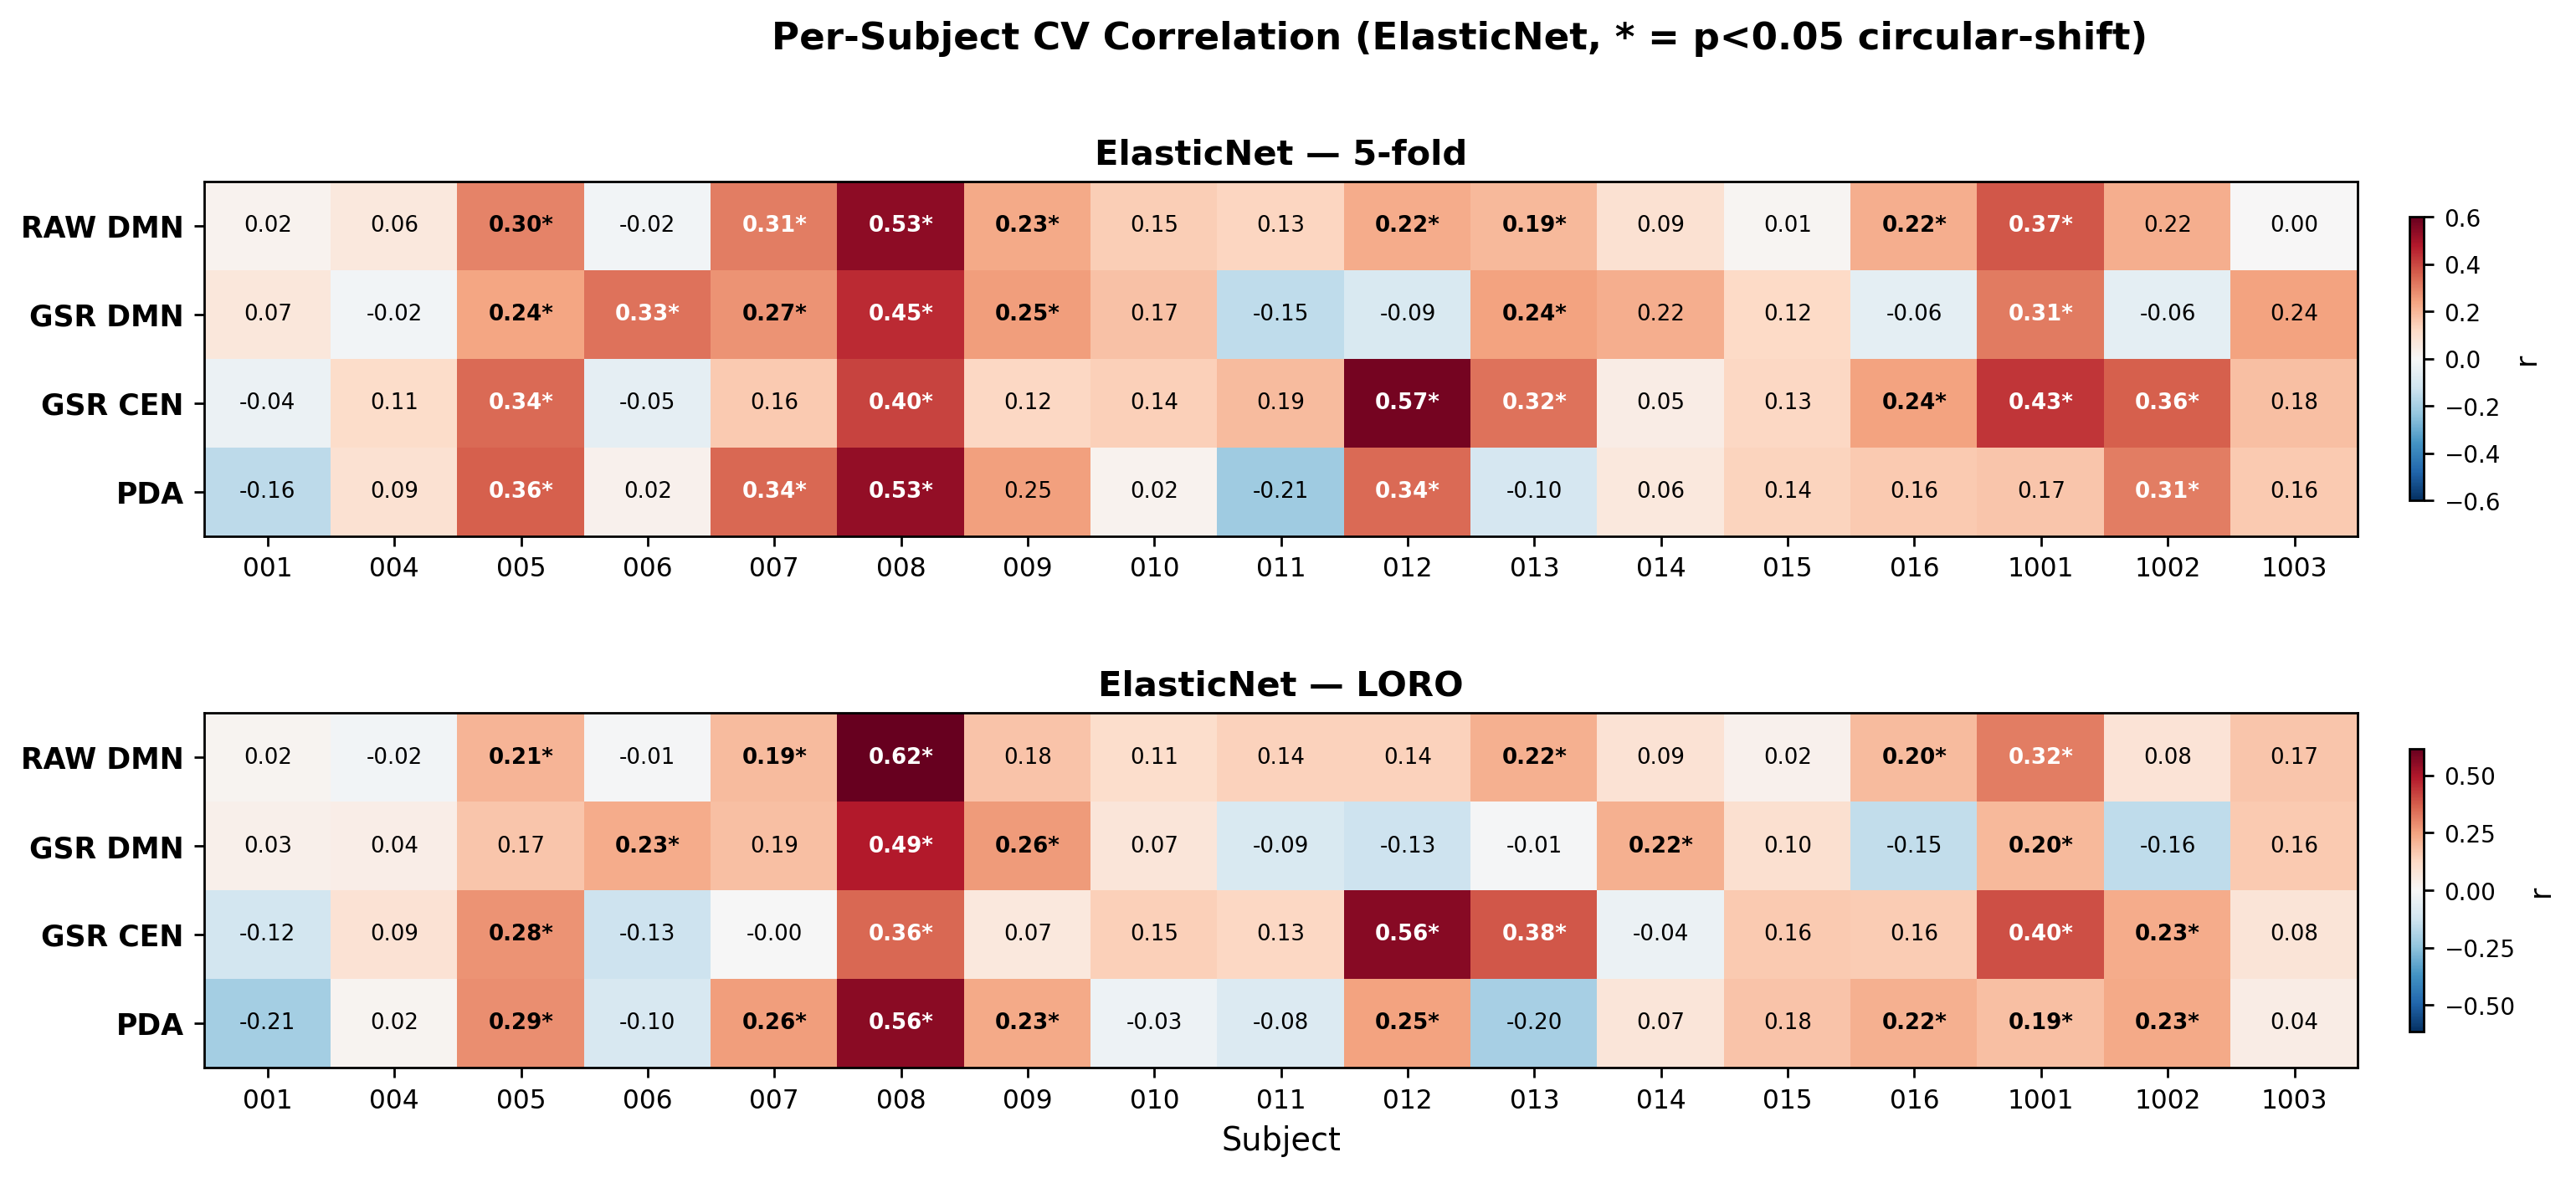 Per-Subject CV Correlation (ElasticNet, * = p<0.05 circular-shift)
ElasticNet — 5-fold
RAW DMN 0.02 0.06 0.30* -0.02 0.31* 0.53* 0.23* 0.15 0.13 0.22* 0.19* 0.09 0.01 0.22* 0.37* 0.22 0.00
GSR DMN 0.07 -0.02 0.24* 0.33* 0.27* 0.45* 0.25* 0.17 -0.15 -0.09 0.24* 0.22 0.12 -0.06 0.31* -0.06 0.24
GSR CEN -0.04 0.11 0.34* -0.05 0.16 0.40* 0.12 0.14 0.19 0.57* 0.32* 0.05 0.13 0.24* 0.43* 0.36* 0.18
PDA -0.16 0.09 0.36* 0.02 0.34* 0.53* 0.25 0.02 -0.21 0.34* -0.10 0.06 0.14 0.16 0.17 0.31* 0.16
001 004 005 006 007 008 009 010 011 012 013 014 015 016 1001 1002 1003
0.6
0.4
0.2
0.0
−0.2
−0.4
−0.6
r
ElasticNet — LORO
RAW DMN 0.02 -0.02 0.21* -0.01 0.19* 0.62* 0.18 0.11 0.14 0.14 0.22* 0.09 0.02 0.20* 0.32* 0.08 0.17
GSR DMN 0.03 0.04 0.17 0.23* 0.19 0.49* 0.26* 0.07 -0.09 -0.13 -0.01 0.22* 0.10 -0.15 0.20* -0.16 0.16
GSR CEN -0.12 0.09 0.28* -0.13 -0.00 0.36* 0.07 0.15 0.13 0.56* 0.38* -0.04 0.16 0.16 0.40* 0.23* 0.08
PDA -0.21 0.02 0.29* -0.10 0.26* 0.56* 0.23* -0.03 -0.08 0.25* -0.20 0.07 0.18 0.22* 0.19* 0.23* 0.04
001 004 005 006 007 008 009 010 011 012 013 014 015 016 1001 1002 1003
Subject
0.50
0.25
0.00
−0.25
−0.50
r